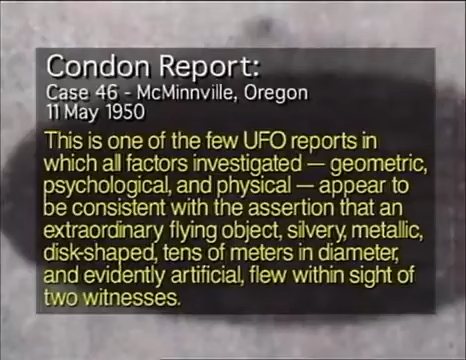 Condon Report:
Case 46 - McMinnville, Oregon
11 May 1950
This is one of the few UFO reports in
which all factors investigated — geometric,
psychological, and physical — appear to
be consistent with the assertion that an
extraordinary flying object, silvery, metallic,
disk-shaped, tens of meters in diameter,
and evidently artificial, flew within sight of
two witnesses.